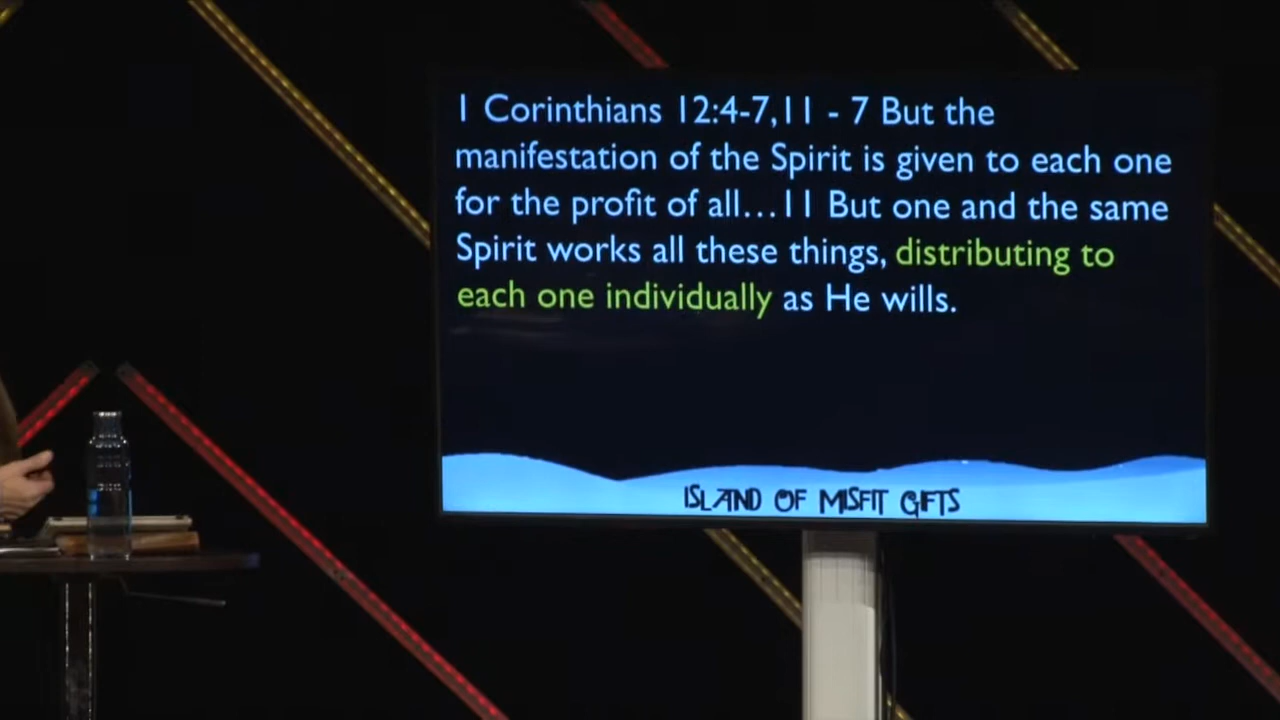 1 Corinthians 12:4-7,11 - 7 But the
manifestation of the Spirit is given to each one
for the profit of all...11 But one and the same
Spirit works all these things, distributing to
each one individually as He wills.
ISLAND OF MISFIT GIFTS